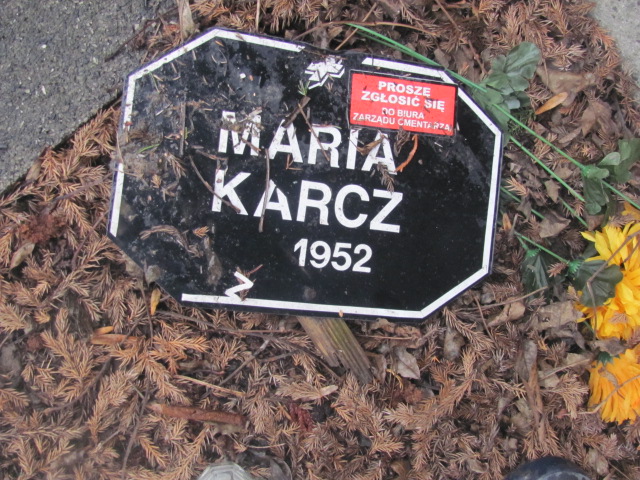 PROSZĘ
ZGŁOSIĆ SIĘ
DO BIURA
ZARZĄDU CMENTARZA
MARIA
KARCZ
1952